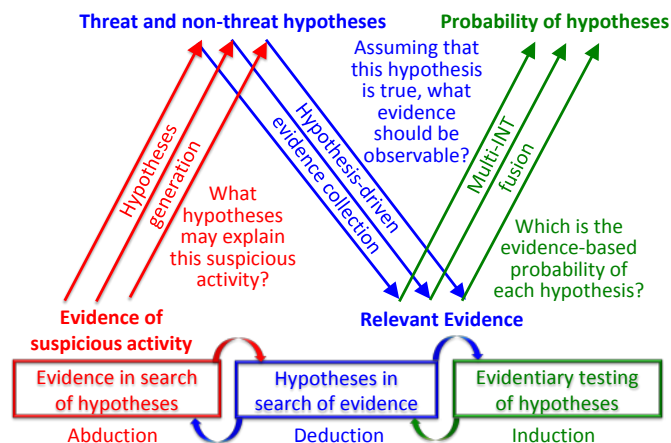 Threat and non-threat hypotheses
Probability of hypotheses
Hypotheses
generation
What
hypotheses
may explain
this suspicious
activity?
Hypothesis-driven
evidence collection
Assuming that
this hypothesis
is true, what
evidence
should be
observable?
Multi-INT
fusion
Which is the
evidence-based
probability of
each hypothesis?
Evidence of
suspicious activity
Relevant Evidence
Evidence in search
of hypotheses
Hypotheses in
search of evidence
Evidentiary testing
of hypotheses
Abduction
Deduction
Induction